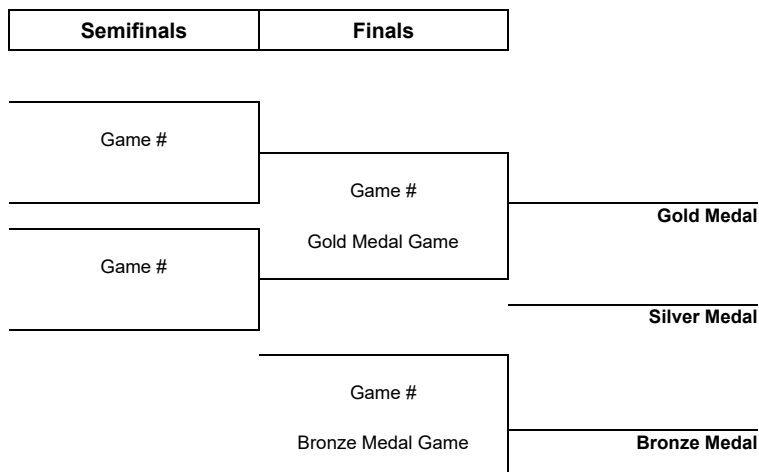 Semifinals
Finals
Game #
Game #
Gold Medal
Gold Medal Game
Game #
Silver Medal
Game #
Bronze Medal Game
Bronze Medal